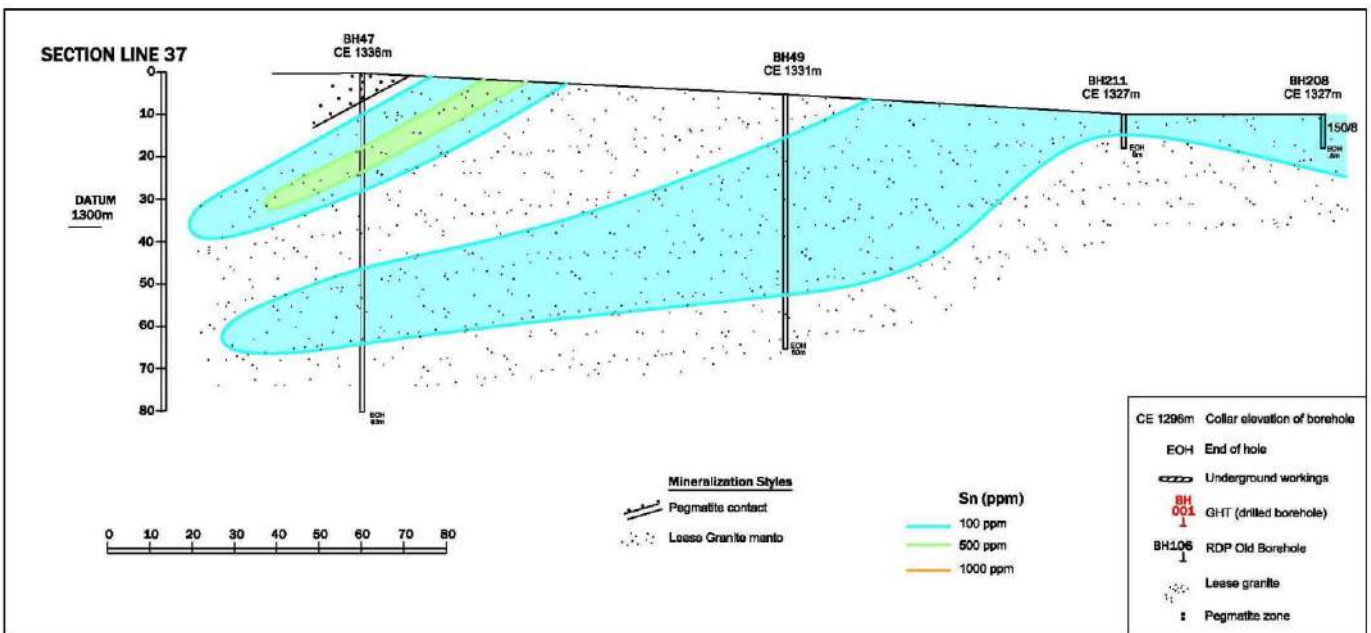 SECTION LINE 37
BH47
CE 1336m
BH49
CE 1331m
BH211
CE 1327m
BH208
CE 1327m
0
10
20
30
40
50
60
70
80
DATUM
1300m
150/8
EOH
EOH
EOH
60m
EOH
0 10 20 30 40 50 60 70 80
Mineralization Styles
Pegmatite contact
Lease Granite manto
Sn (ppm)
100 ppm
500 ppm
1000 ppm
CE 1296m Collar elevation of borehole
EOH End of hole
Underground workings
BH
001
GHT (drilled borehole)
BH106 RDP Old Borehole
Lease granite
Pegmatite zone